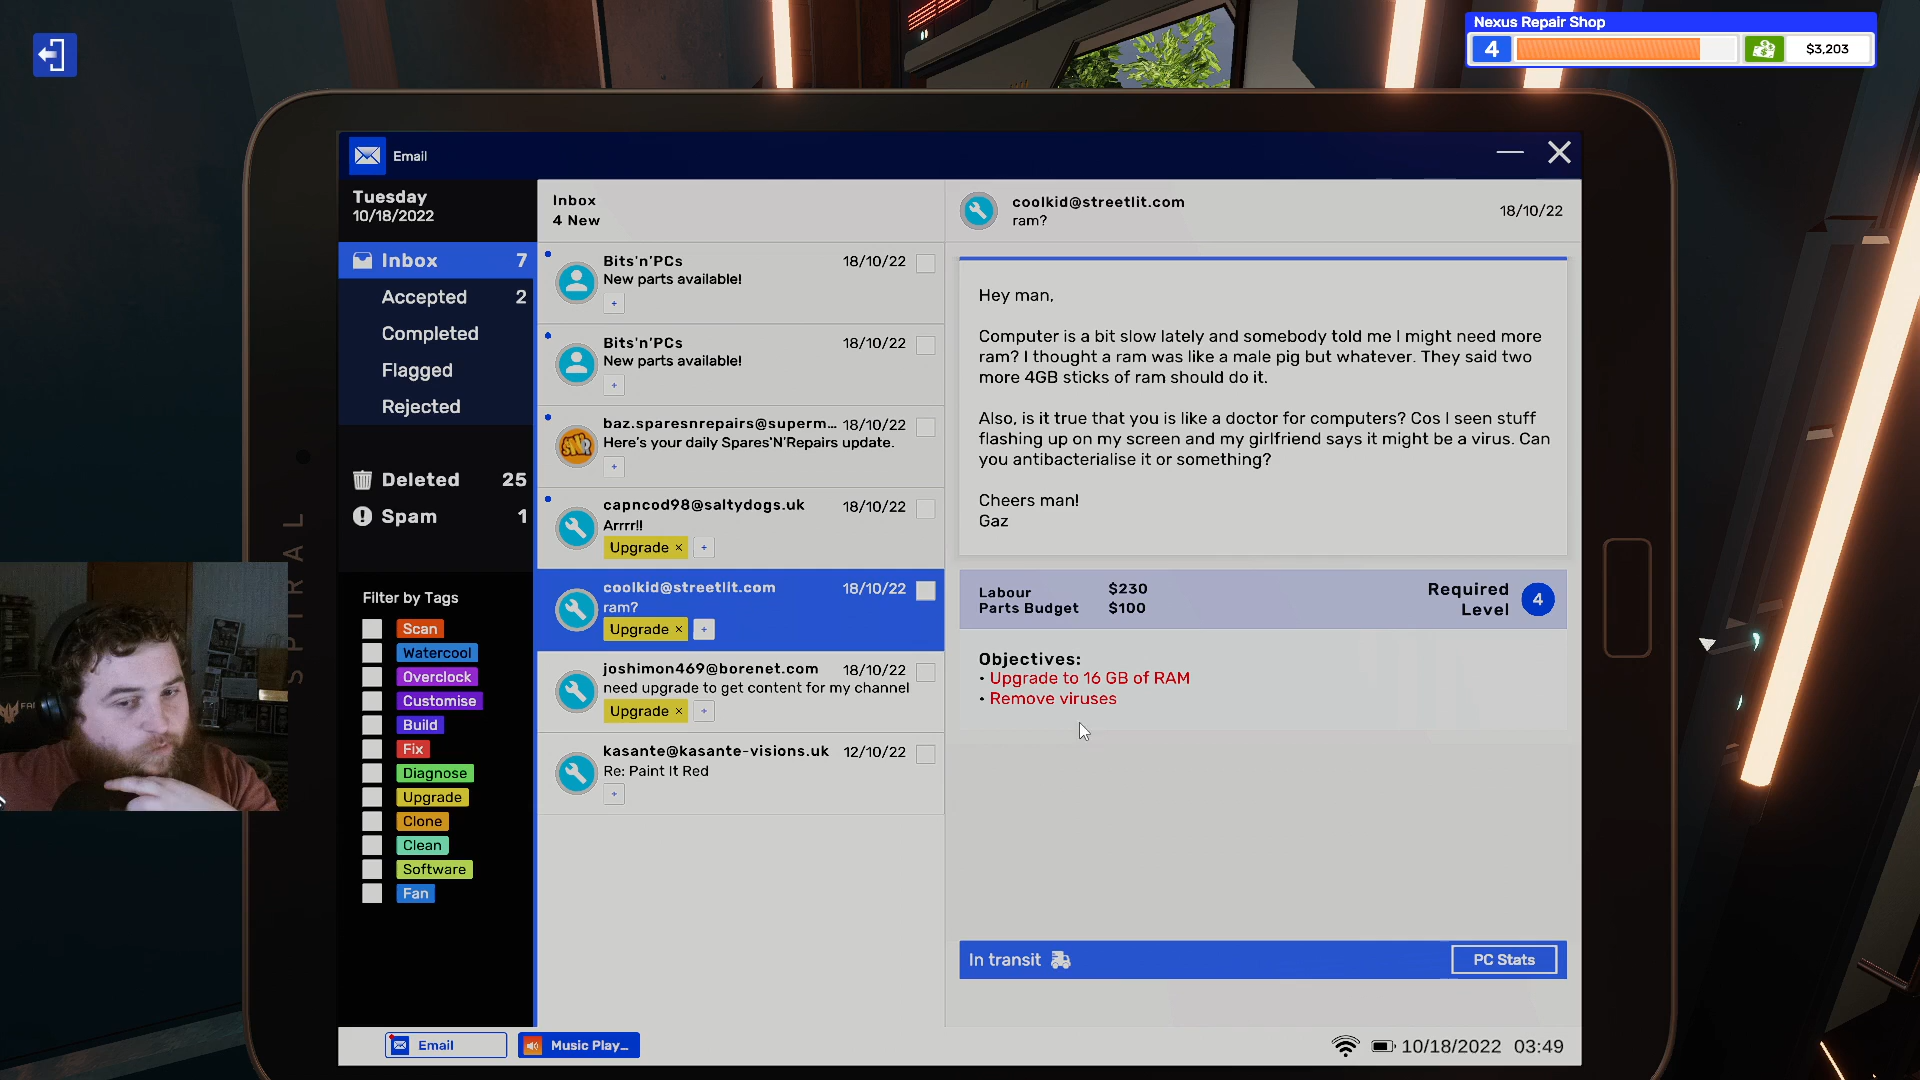 Nexus Repair Shop
4
$3,203
Email
Tuesday
10/18/2022
Inbox 7
Accepted 2
Completed
Flagged
Rejected
Deleted 25
Spam 1
Filter by Tags
Scan
Watercool
Overclock
Customise
Build
Fix
Diagnose
Upgrade
Clone
Clean
Software
Fan
Inbox
4 New
Bits'n'PCs 18/10/22
New parts available!
+
Bits'n'PCs 18/10/22
New parts available!
+
baz.sparesnrepairs@superm... 18/10/22
Here's your daily Spares'N'Repairs update.
+
capncod98@saltydogs.uk 18/10/22
Arrrr!!
Upgrade × +
coolkid@streetlit.com 18/10/22
ram?
Upgrade × +
joshimon469@borenet.com 18/10/22
need upgrade to get content for my channel
Upgrade × +
kasante@kasante-visions.uk 12/10/22
Re: Paint It Red
+
coolkid@streetlit.com 18/10/22
ram?
Hey man,
Computer is a bit slow lately and somebody told me I might need more
ram? I thought a ram was like a male pig but whatever. They said two
more 4GB sticks of ram should do it.
Also, is it true that you is like a doctor for computers? Cos I seen stuff
flashing up on my screen and my girlfriend says it might be a virus. Can
you antibacterialise it or something?
Cheers man!
Gaz
Labour $230
Parts Budget $100
Required
Level 4
Objectives:
• Upgrade to 16 GB of RAM
• Remove viruses
In transit PC Stats
Email
Music Play_
10/18/2022 03:49
SPIRAL
SNR